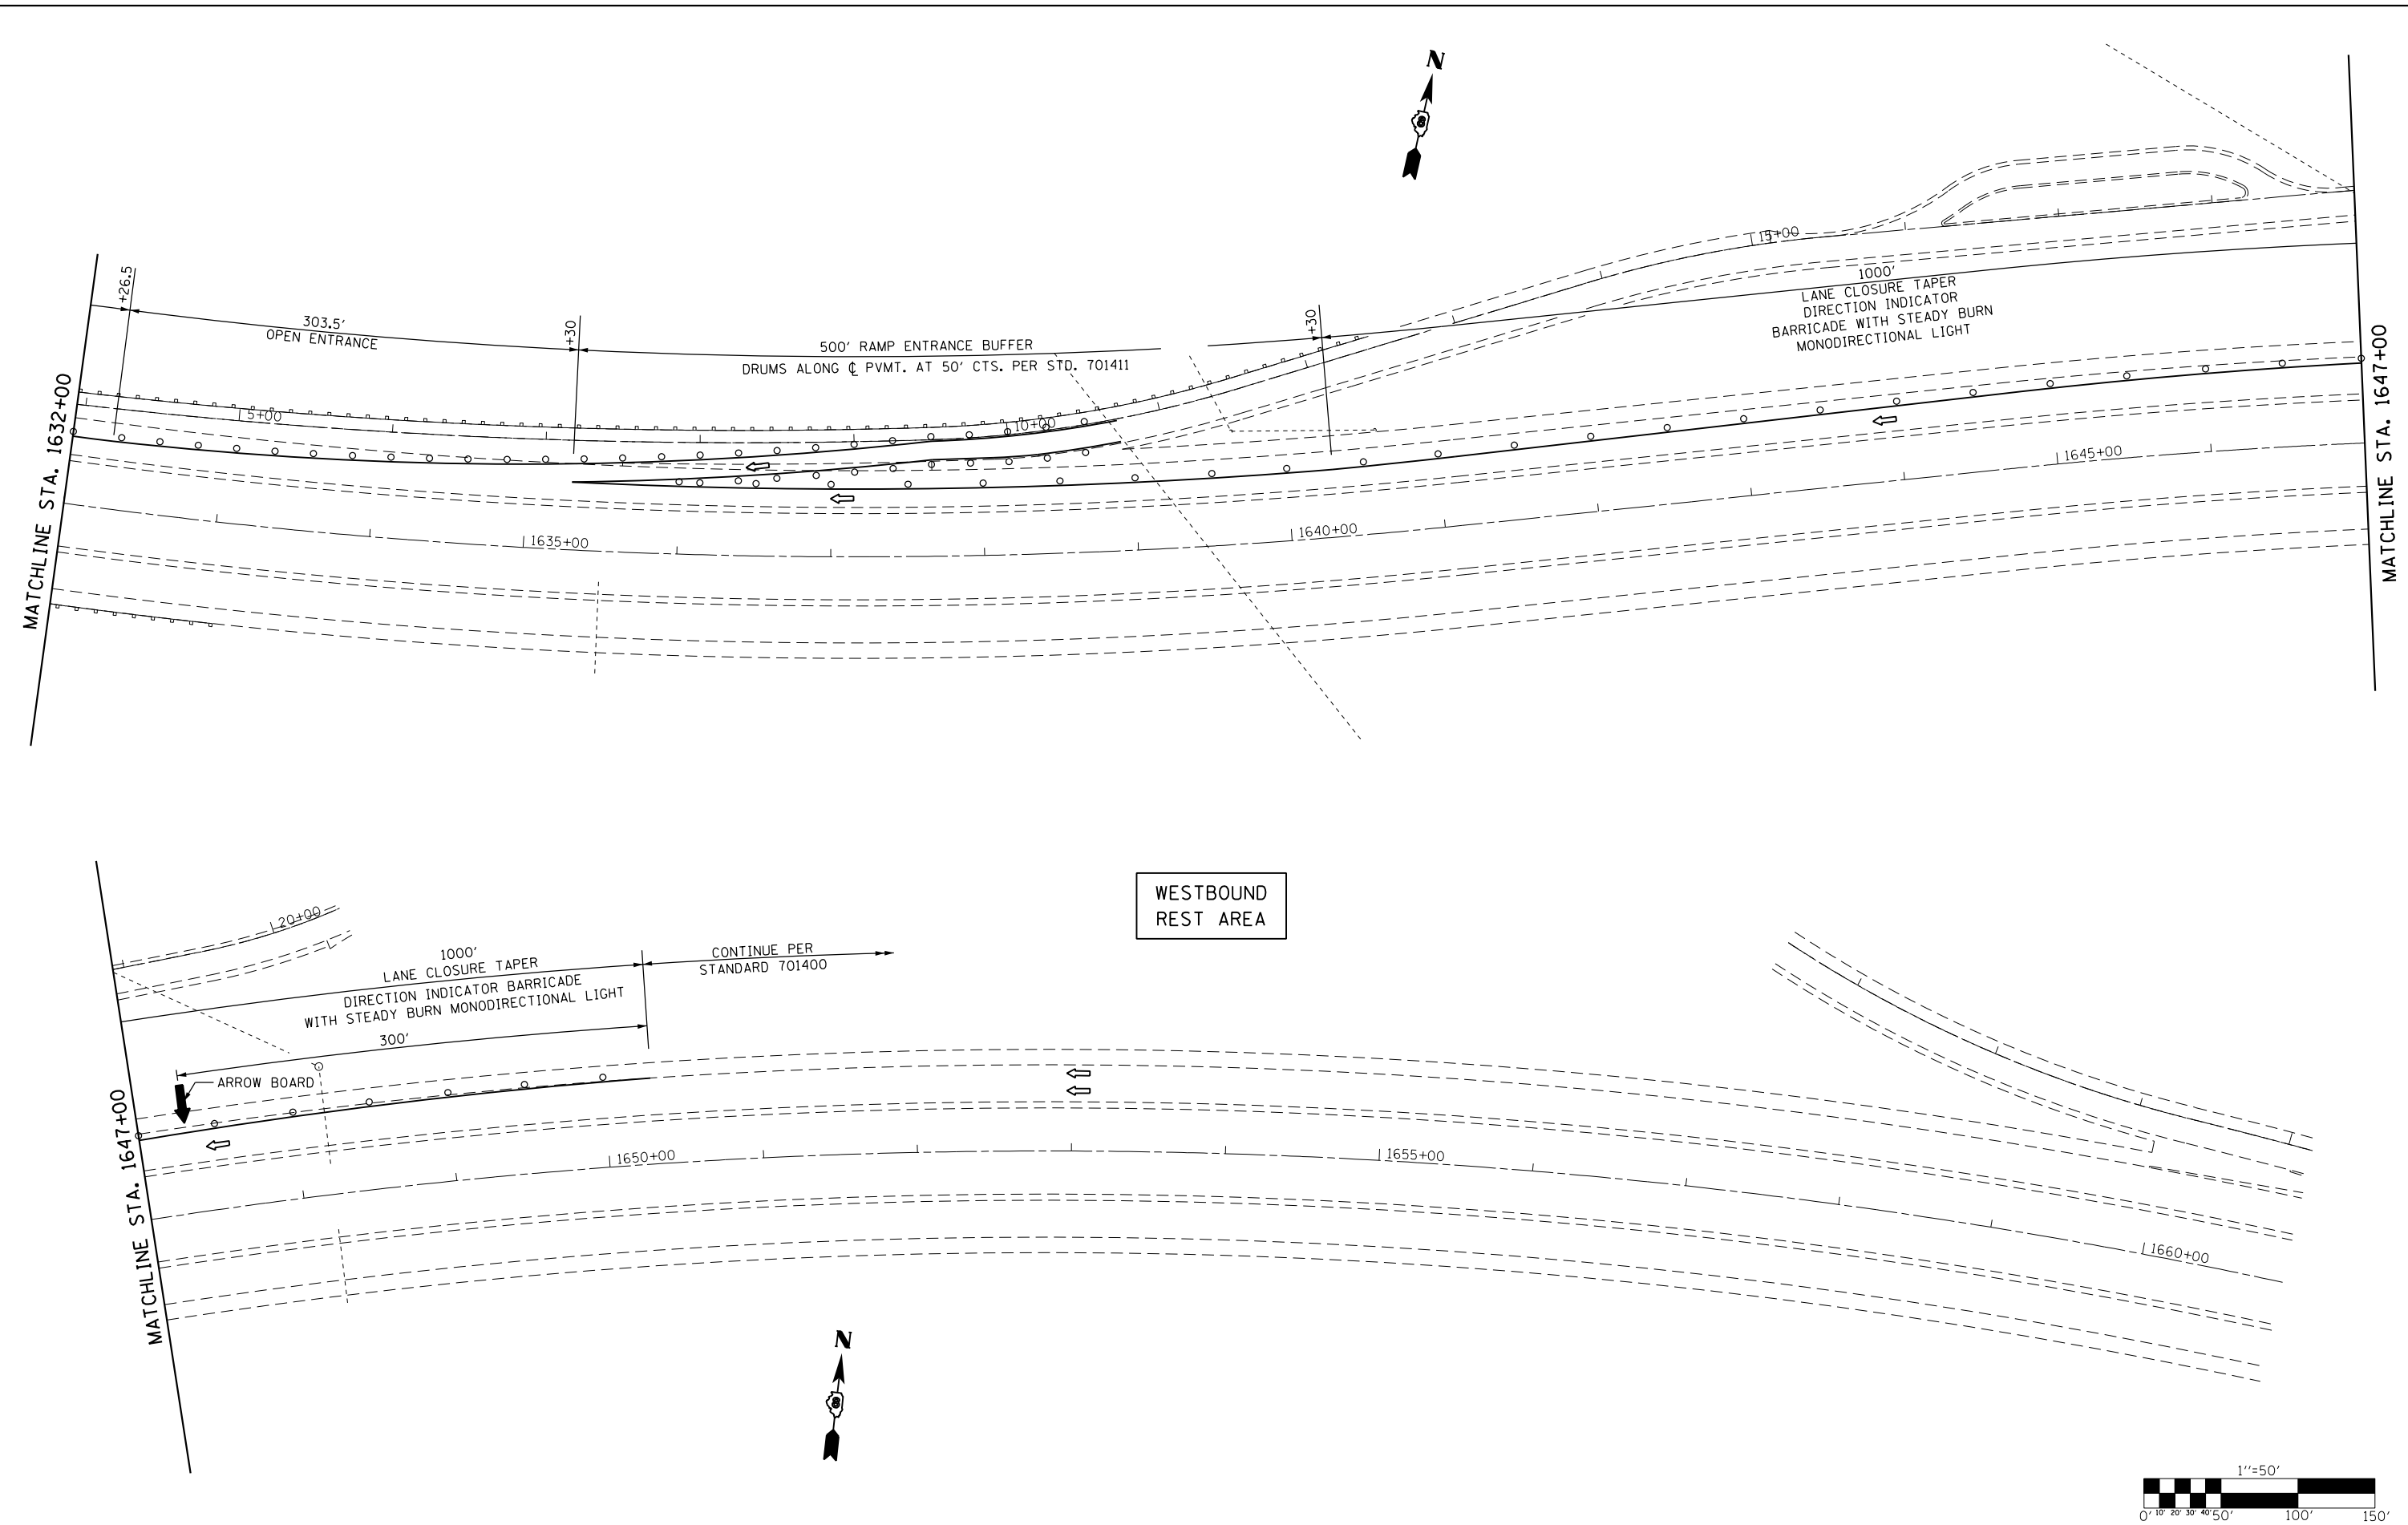 N
+26.5
303.5'
OPEN ENTRANCE
+30
500' RAMP ENTRANCE BUFFER
DRUMS ALONG ℄ PVMT. AT 50' CTS. PER STD. 701411
+30
1000'
LANE CLOSURE TAPER
DIRECTION INDICATOR
BARRICADE WITH STEADY BURN
MONODIRECTIONAL LIGHT
MATCHLINE STA. 1632+00
5+00
10+00
15+00
1635+00
1640+00
1645+00
MATCHLINE STA. 1647+00
WESTBOUND
REST AREA
20+00
1000'
LANE CLOSURE TAPER
DIRECTION INDICATOR BARRICADE
WITH STEADY BURN MONODIRECTIONAL LIGHT
CONTINUE PER
STANDARD 701400
300'
ARROW BOARD
MATCHLINE STA. 1647+00
1650+00
1655+00
1660+00
N
1''=50'
0' 10' 20' 30' 40' 50' 100' 150'